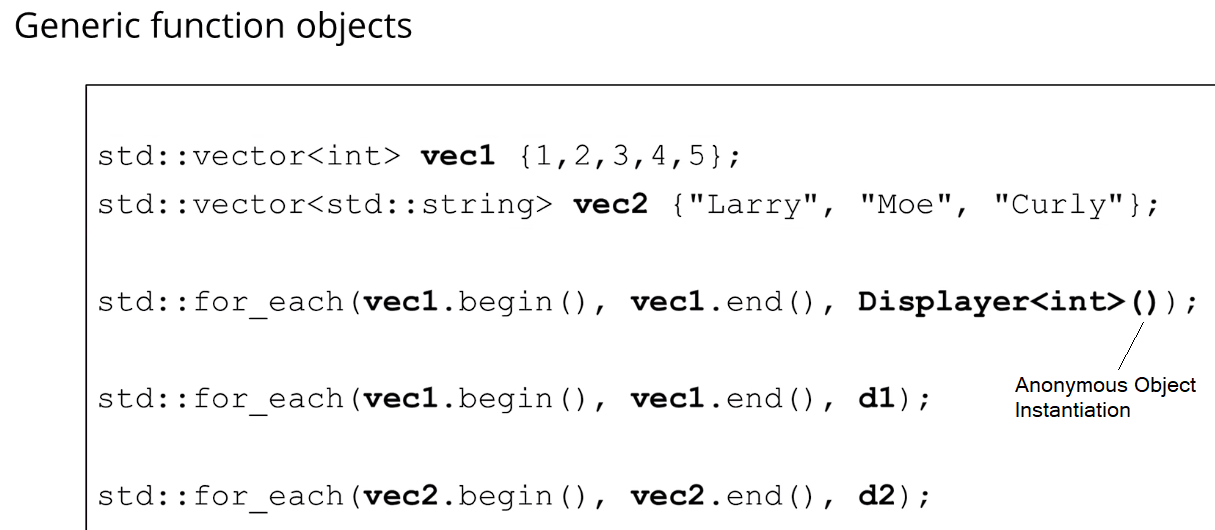 Generic function objects
std::vector<int> vec1 {1,2,3,4,5};
std::vector<std::string> vec2 {"Larry", "Moe", "Curly"};
std::for_each(vec1.begin(), vec1.end(), Displayer<int>());
Anonymous Object
Instantiation
std::for_each(vec1.begin(), vec1.end(), d1);
std::for_each(vec2.begin(), vec2.end(), d2);